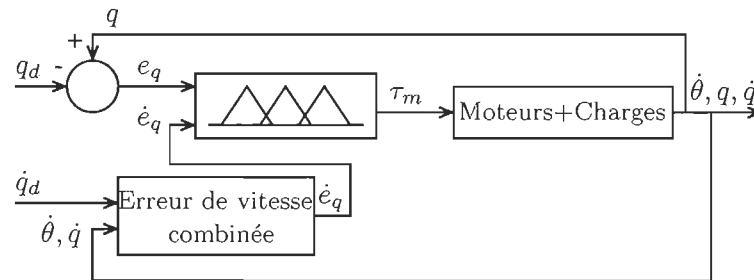 q
+
q_d
-
e_q
ė_q
τ_m
Moteurs+Charges
θ̇, q, q̇
q̇_d
Erreur de vitesse
combinée
ė_q
θ̇, q̇